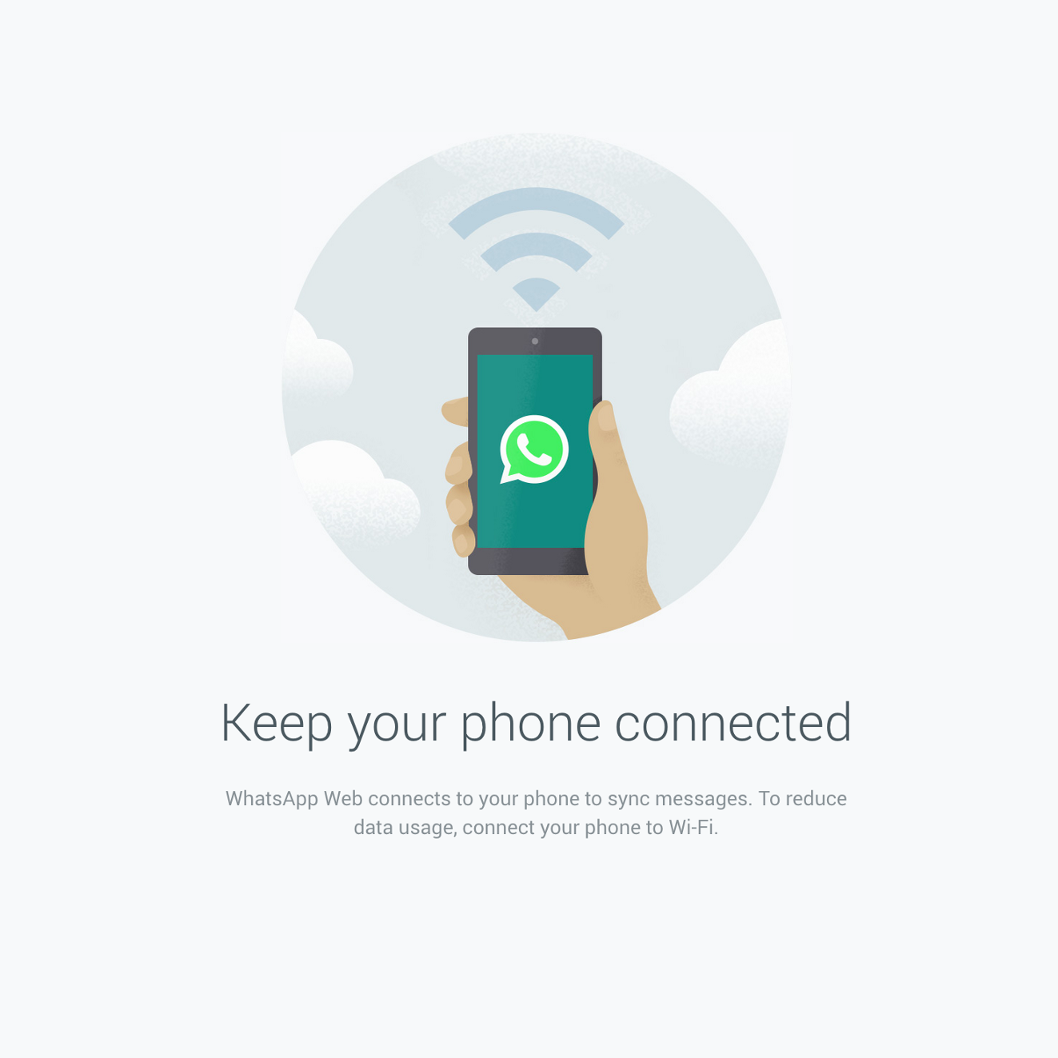 Keep your phone connected
WhatsApp Web connects to your phone to sync messages. To reduce
data usage, connect your phone to Wi-Fi.